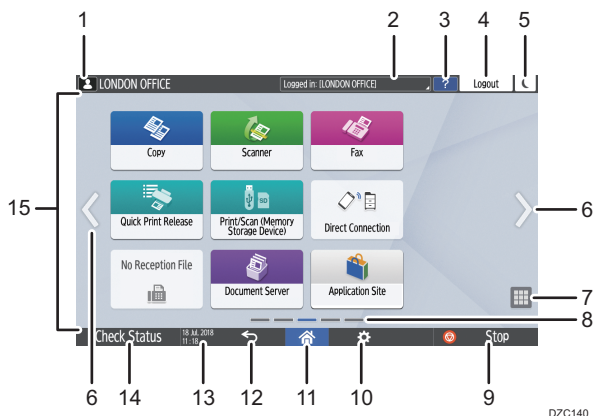 1
2
3
4
5
LONDON OFFICE
Logged in: [LONDON OFFICE]
?
Logout
Copy
Scanner
Fax
15
6
SD
Quick Print Release
Print/Scan (Memory
Storage Device)
Direct Connection
No Reception File
Document Server
Application Site
7
8
Check Status
18 Jul. 2018
11:18
Stop
6
14
13
12
11
10
9
DZC140